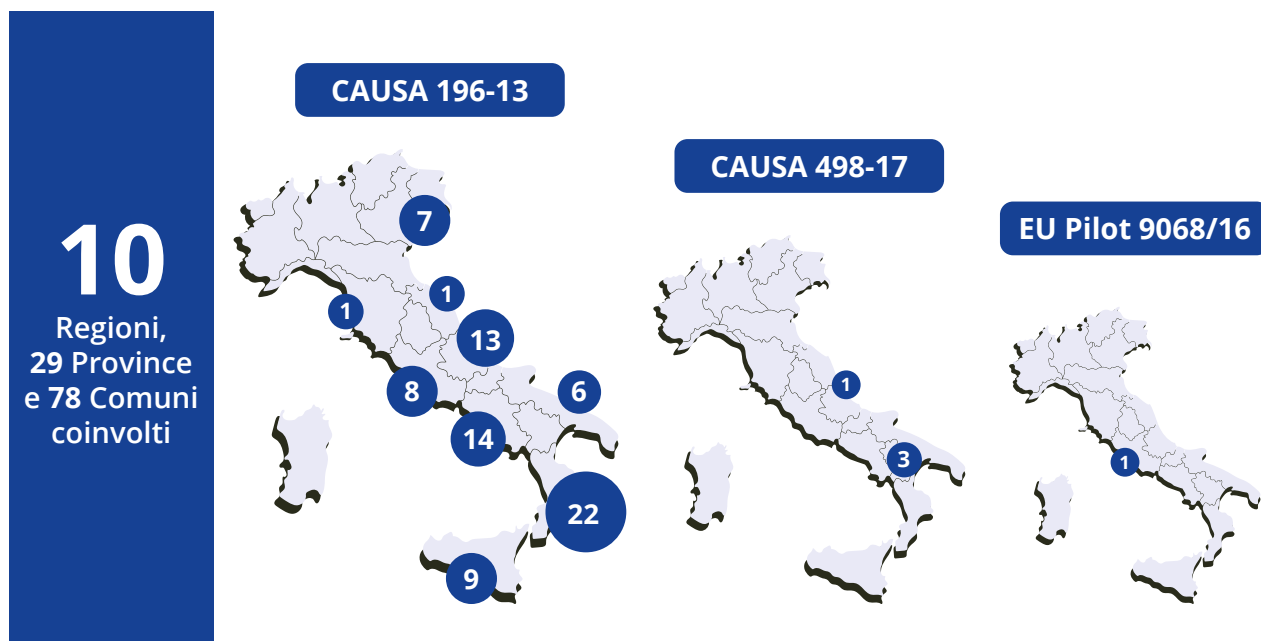 10
Regioni,
29 Province
e 78 Comuni
coinvolti
CAUSA 196-13
7
1
1
13
8
6
14
22
9
CAUSA 498-17
1
3
EU Pilot 9068/16
1